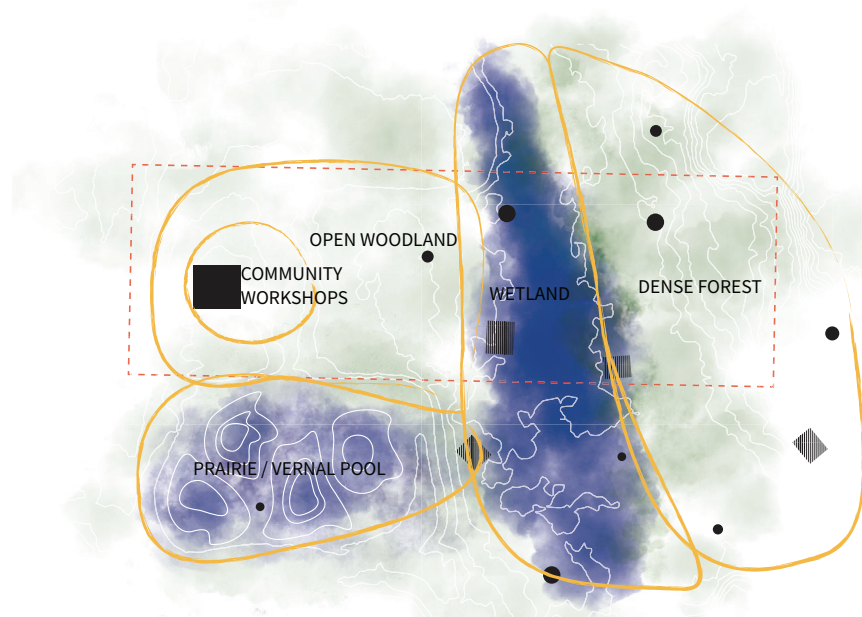 OPEN WOODLAND
COMMUNITY
WORKSHOPS
WETLAND
DENSE FOREST
PRAIRIE / VERNAL POOL